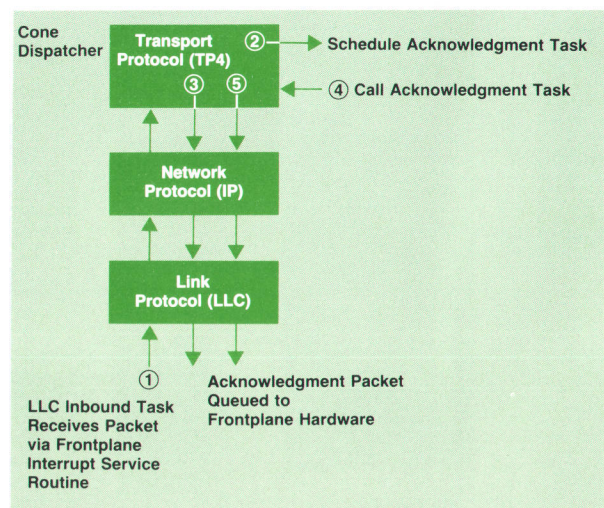 Cone
Dispatcher
Transport
Protocol (TP4)
②
Schedule Acknowledgment Task
③
⑤
④ Call Acknowledgment Task
Network
Protocol (IP)
Link
Protocol (LLC)
①
LLC Inbound Task
Receives Packet
via Frontplane
Interrupt Service
Routine
Acknowledgment Packet
Queued to
Frontplane Hardware